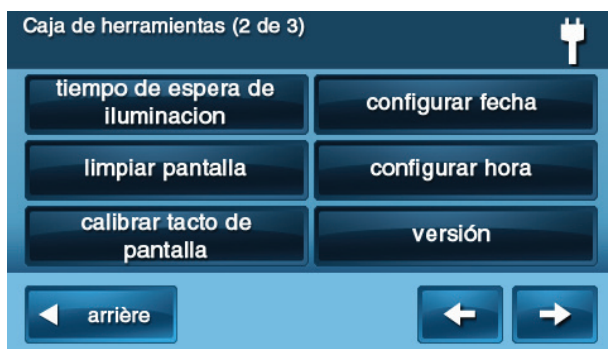 Caja de herramientas (2 de 3)
tiempo de espera de
iluminacion
configurar fecha
limpiar pantalla
configurar hora
calibrar tacto de
pantalla
versión
arrière